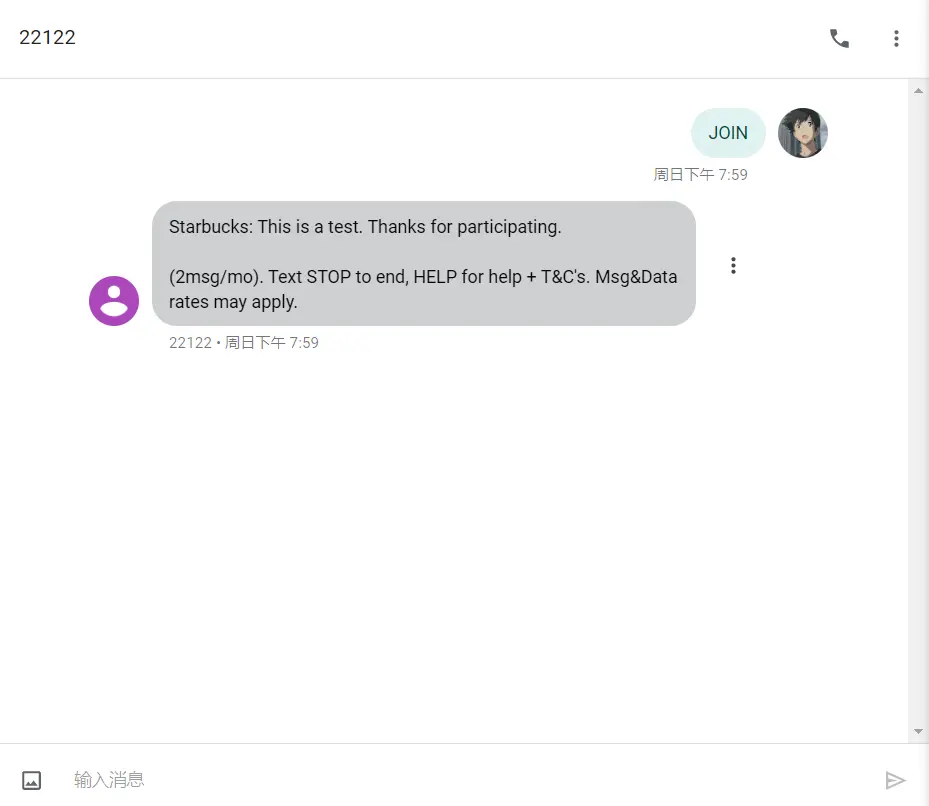 22122
JOIN
周日下午 7:59
Starbucks: This is a test. Thanks for participating.
(2msg/mo). Text STOP to end, HELP for help + T&C's. Msg&Data
rates may apply.
22122 • 周日下午 7:59
输入消息